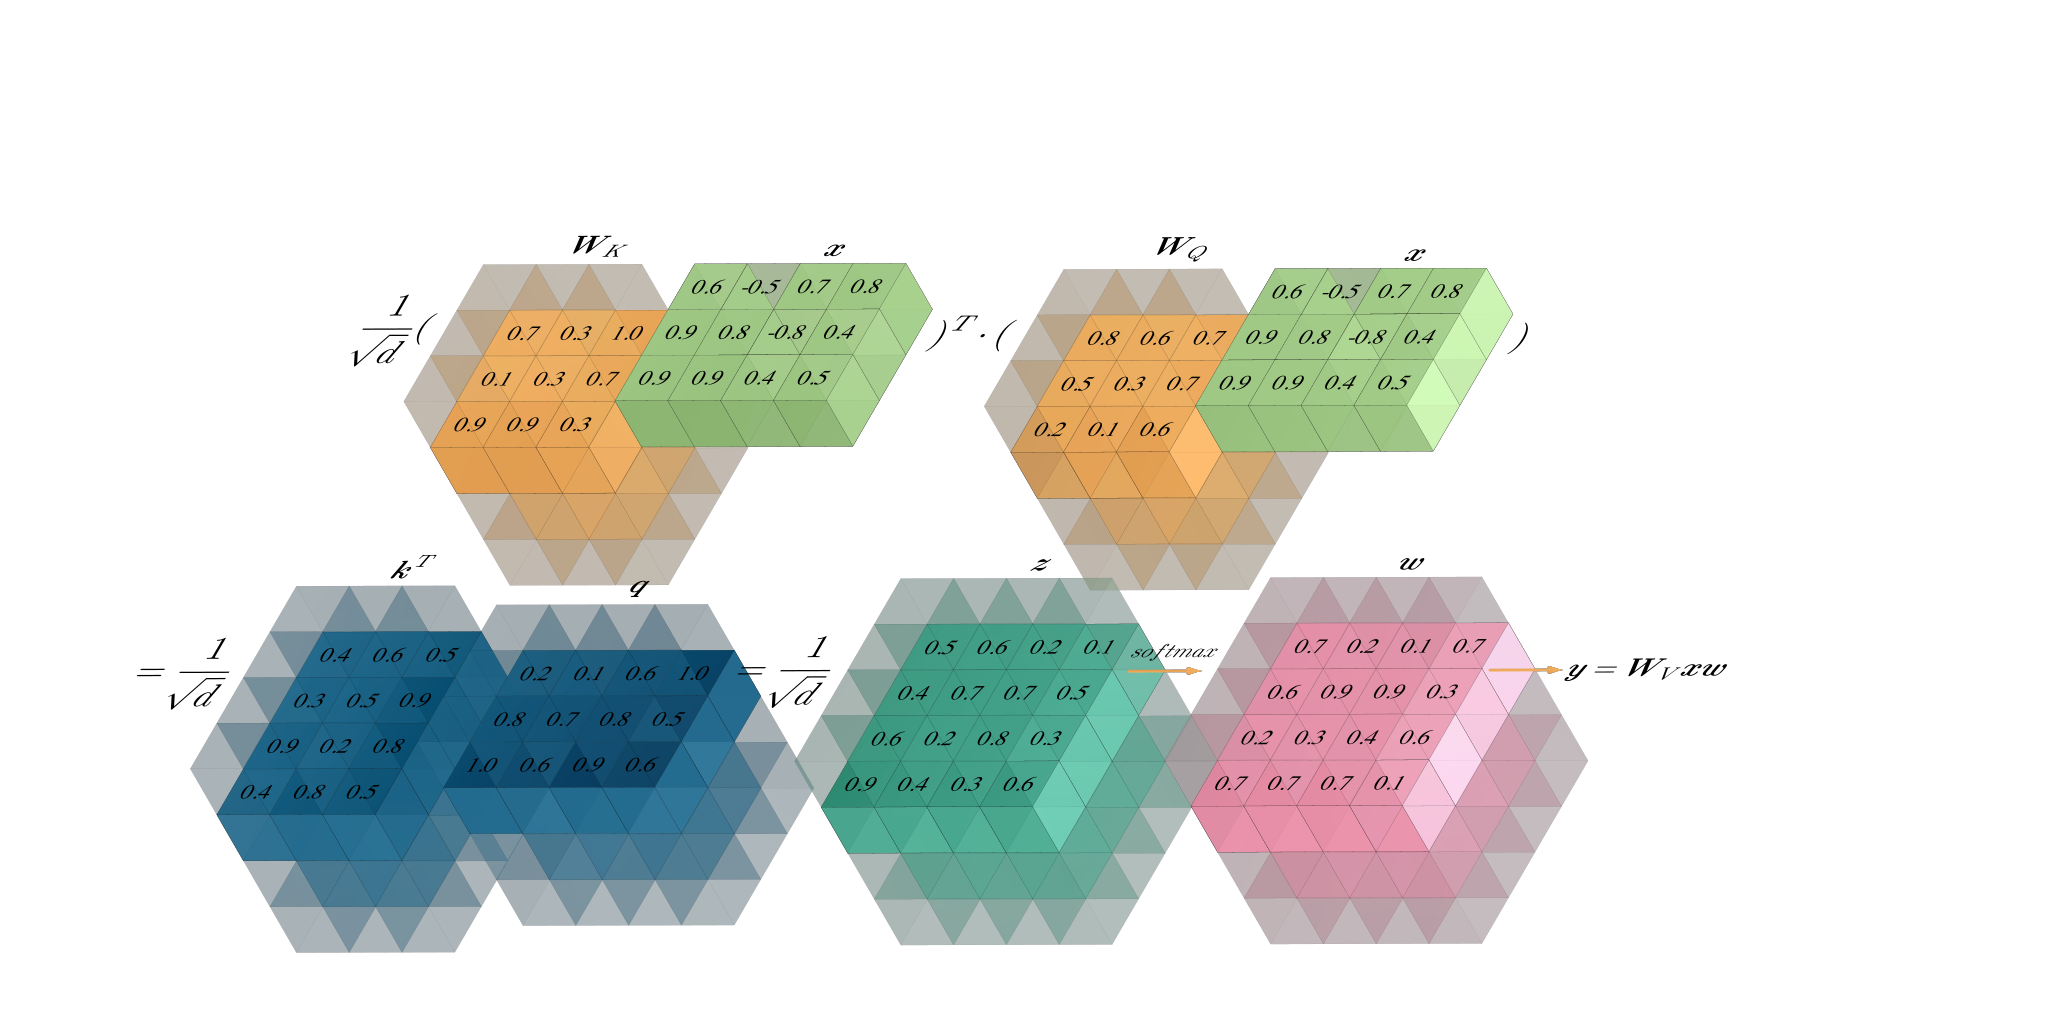 W_K x W_Q x
1/√d ( )^T · ( )
0.7 0.3 1.0
0.1 0.3 0.7
0.9 0.9 0.3
0.6 -0.5 0.7 0.8
0.9 0.8 -0.8 0.4
0.9 0.9 0.4 0.5
0.8 0.6 0.7
0.5 0.3 0.7
0.2 0.1 0.6
0.6 -0.5 0.7 0.8
0.9 0.8 -0.8 0.4
0.9 0.9 0.4 0.5
k^T q z w
= 1/√d
0.4 0.6 0.5
0.3 0.5 0.9
0.9 0.2 0.8
0.4 0.8 0.5
0.2 0.1 0.6 1.0
0.8 0.7 0.8 0.5
1.0 0.6 0.9 0.6
= 1/√d
0.5 0.6 0.2 0.1
0.4 0.7 0.7 0.5
0.6 0.2 0.8 0.3
0.9 0.4 0.3 0.6
softmax
0.7 0.2 0.1 0.7
0.6 0.9 0.9 0.3
0.2 0.3 0.4 0.6
0.7 0.7 0.7 0.1
y = W_V xw